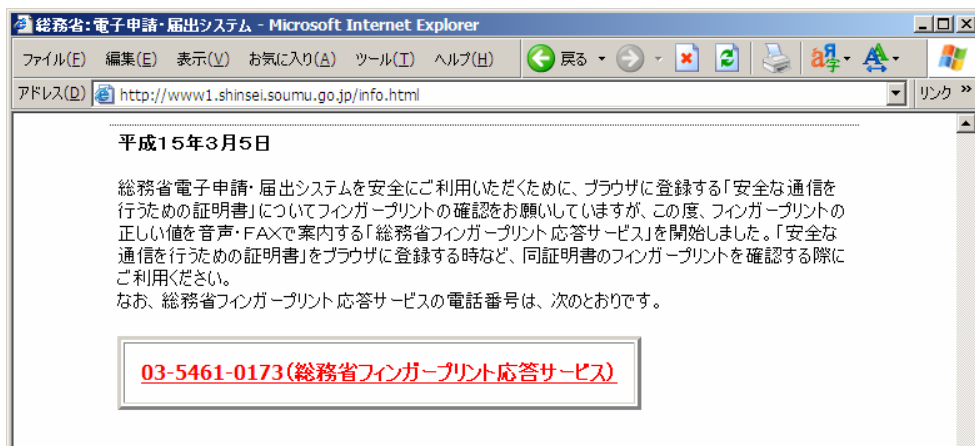 総務省:電子申請・届出システム - Microsoft Internet Explorer
ファイル(F) 編集(E) 表示(V) お気に入り(A) ツール(T) ヘルプ(H) 戻る
アドレス(D) http://www1.shinsei.soumu.go.jp/info.html リンク »
平成15年3月5日
総務省電子申請・届出システムを安全にご利用いただくために、ブラウザに登録する「安全な通信を
行うための証明書」についてフィンガープリントの確認をお願いしていますが、この度、フィンガープリントの
正しい値を音声・FAXで案内する「総務省フィンガープリント応答サービス」を開始しました。「安全な
通信を行うための証明書」をブラウザに登録する時など、同証明書のフィンガープリントを確認する際に
ご利用ください。
なお、総務省フィンガープリント応答サービスの電話番号は、次のとおりです。
03-5461-0173(総務省フィンガープリント応答サービス)